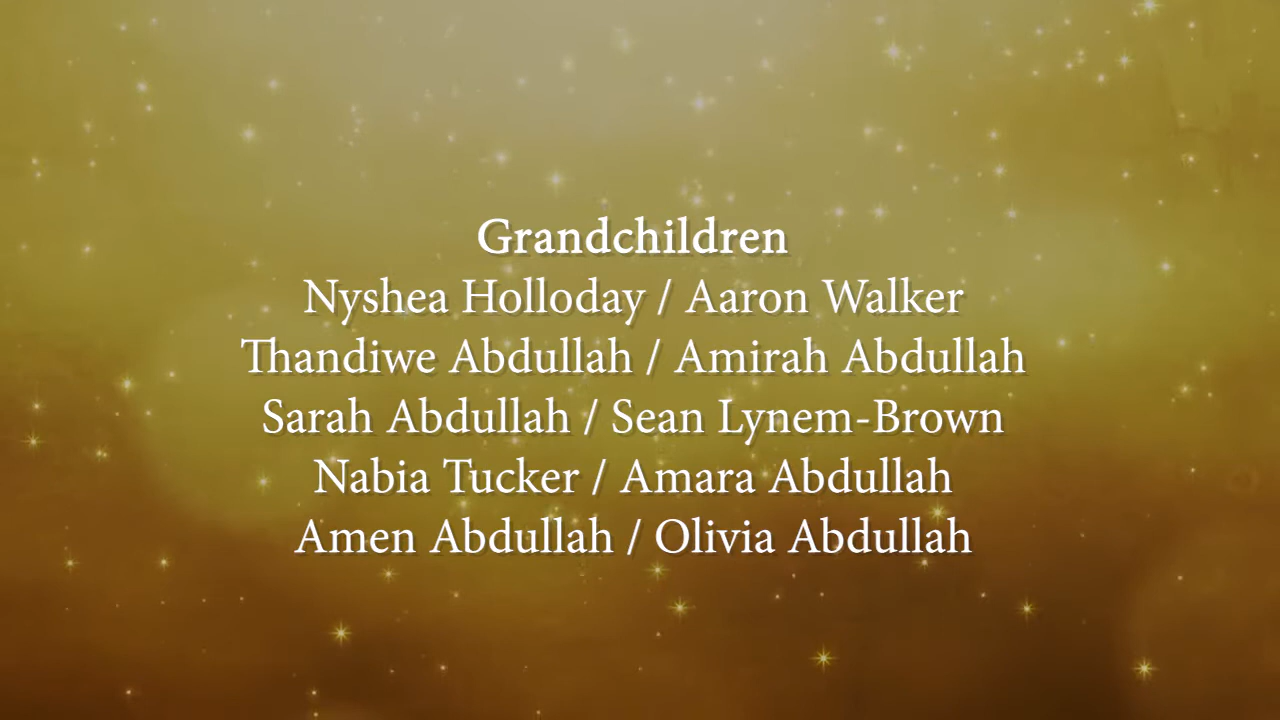 Grandchildren
Nyshea Holloday / Aaron Walker
Thandiwe Abdullah / Amirah Abdullah
Sarah Abdullah / Sean Lynem-Brown
Nabia Tucker / Amara Abdullah
Amen Abdullah / Olivia Abdullah